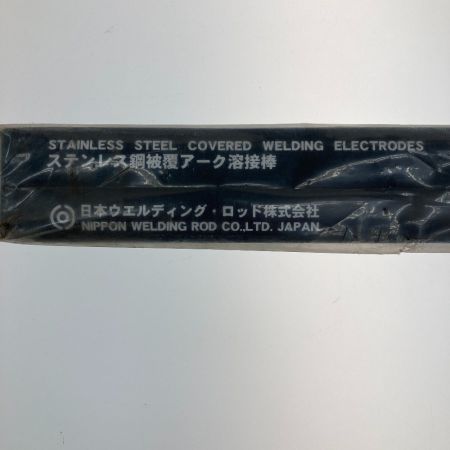 STAINLESS STEEL COVERED WELDING ELECTRODES
ステンレス鋼被覆アーク溶接棒
日本ウエルディング・ロッド株式会社
NIPPON WELDING ROD CO.,LTD. JAPAN.